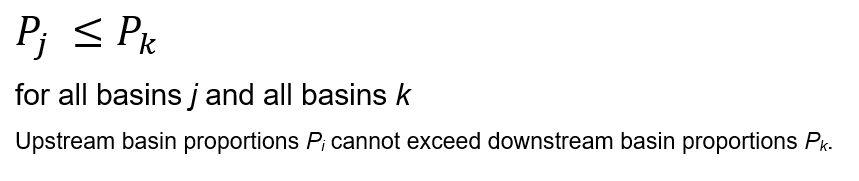 Pj ≤ Pk
for all basins j and all basins k
Upstream basin proportions Pi cannot exceed downstream basin proportions Pk.